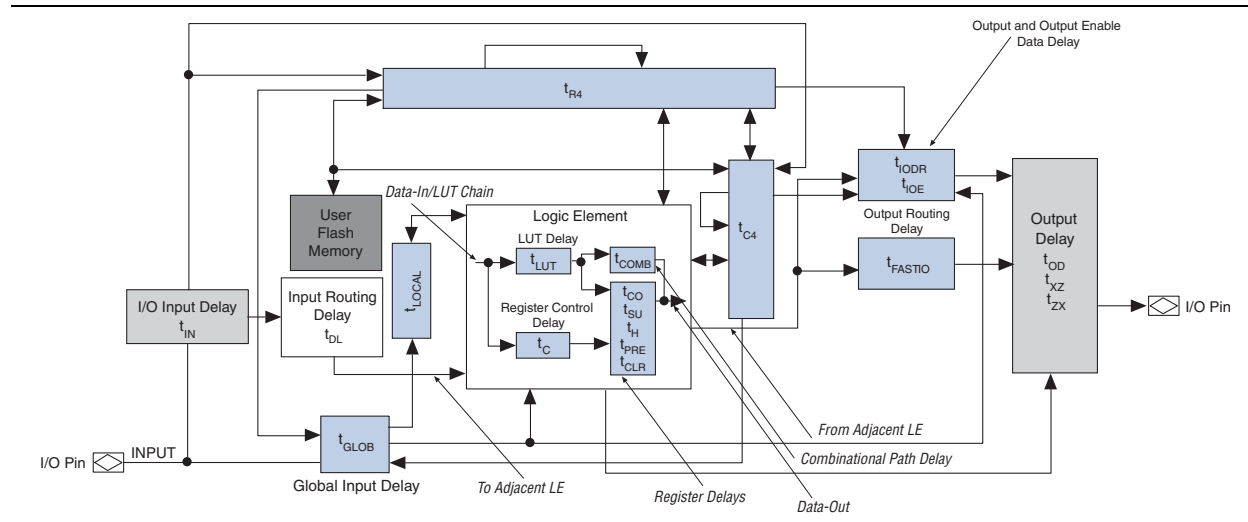 Output and Output Enable
Data Delay
tR4
tIODR
tIOE
Data-In/LUT Chain
User
Flash
Memory
Logic Element
tC4
Output Routing
Delay
Output
Delay
tOD
tXZ
tZX
LUT Delay
tLUT
tCOMB
tFASTIO
tLOCAL
I/O Input Delay
tIN
Input Routing
Delay
tDL
tCO
tSU
tH
tPRE
tCLR
Register Control
Delay
tC
I/O Pin
From Adjacent LE
tGLOB
INPUT
I/O Pin
Combinational Path Delay
Global Input Delay
To Adjacent LE
Register Delays
Data-Out